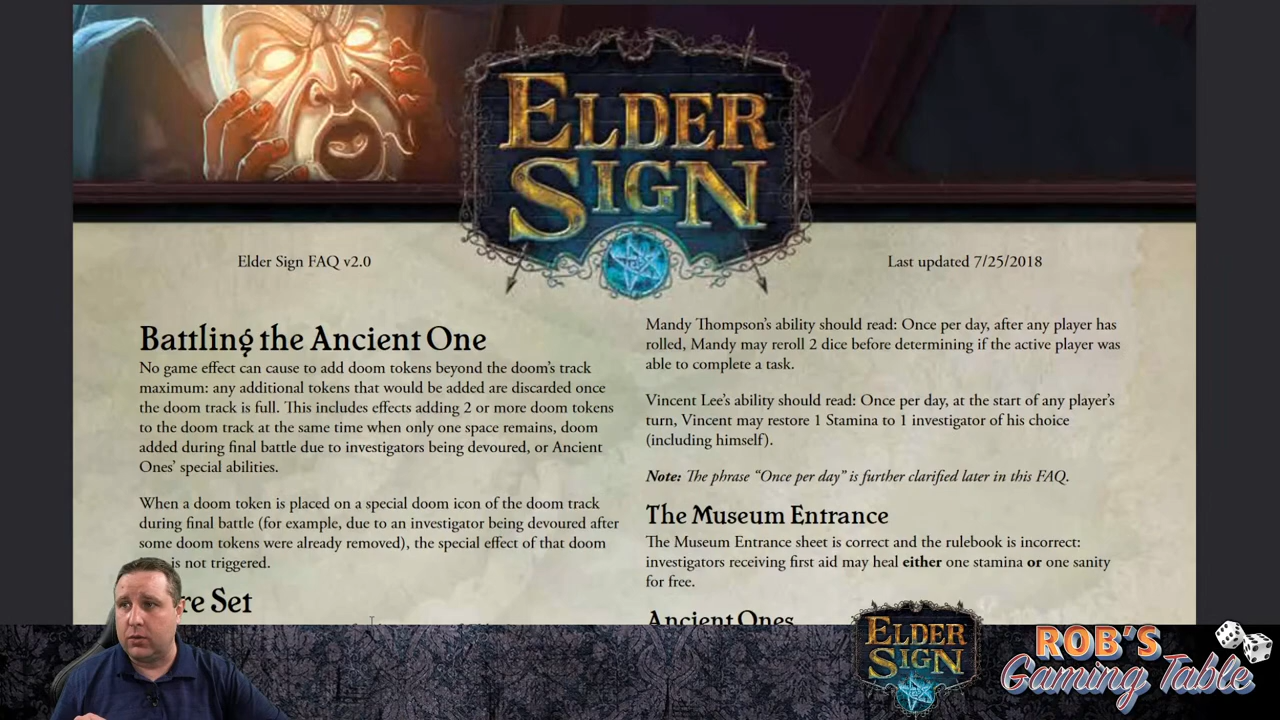 ELDER
SIGN
Elder Sign FAQ v2.0
Last updated 7/25/2018
Battling the Ancient One
No game effect can cause to add doom tokens beyond the doom's track
maximum: any additional tokens that would be added are discarded once
the doom track is full. This includes effects adding 2 or more doom tokens
to the doom track at the same time when only one space remains, doom
added during final battle due to investigators being devoured, or Ancient
Ones' special abilities.
When a doom token is placed on a special doom icon of the doom track
during final battle (for example, due to an investigator being devoured after
some doom tokens were already removed), the special effect of that doom
is not triggered.
re Set
Mandy Thompson's ability should read: Once per day, after any player has
rolled, Mandy may reroll 2 dice before determining if the active player was
able to complete a task.
Vincent Lee's ability should read: Once per day, at the start of any player's
turn, Vincent may restore 1 Stamina to 1 investigator of his choice
(including himself).
Note: The phrase “Once per day” is further clarified later in this FAQ.
The Museum Entrance
The Museum Entrance sheet is correct and the rulebook is incorrect:
investigators receiving first aid may heal either one stamina or one sanity
for free.
Ancient Ones
ELDER
SIGN
ROB'S
Gaming Table